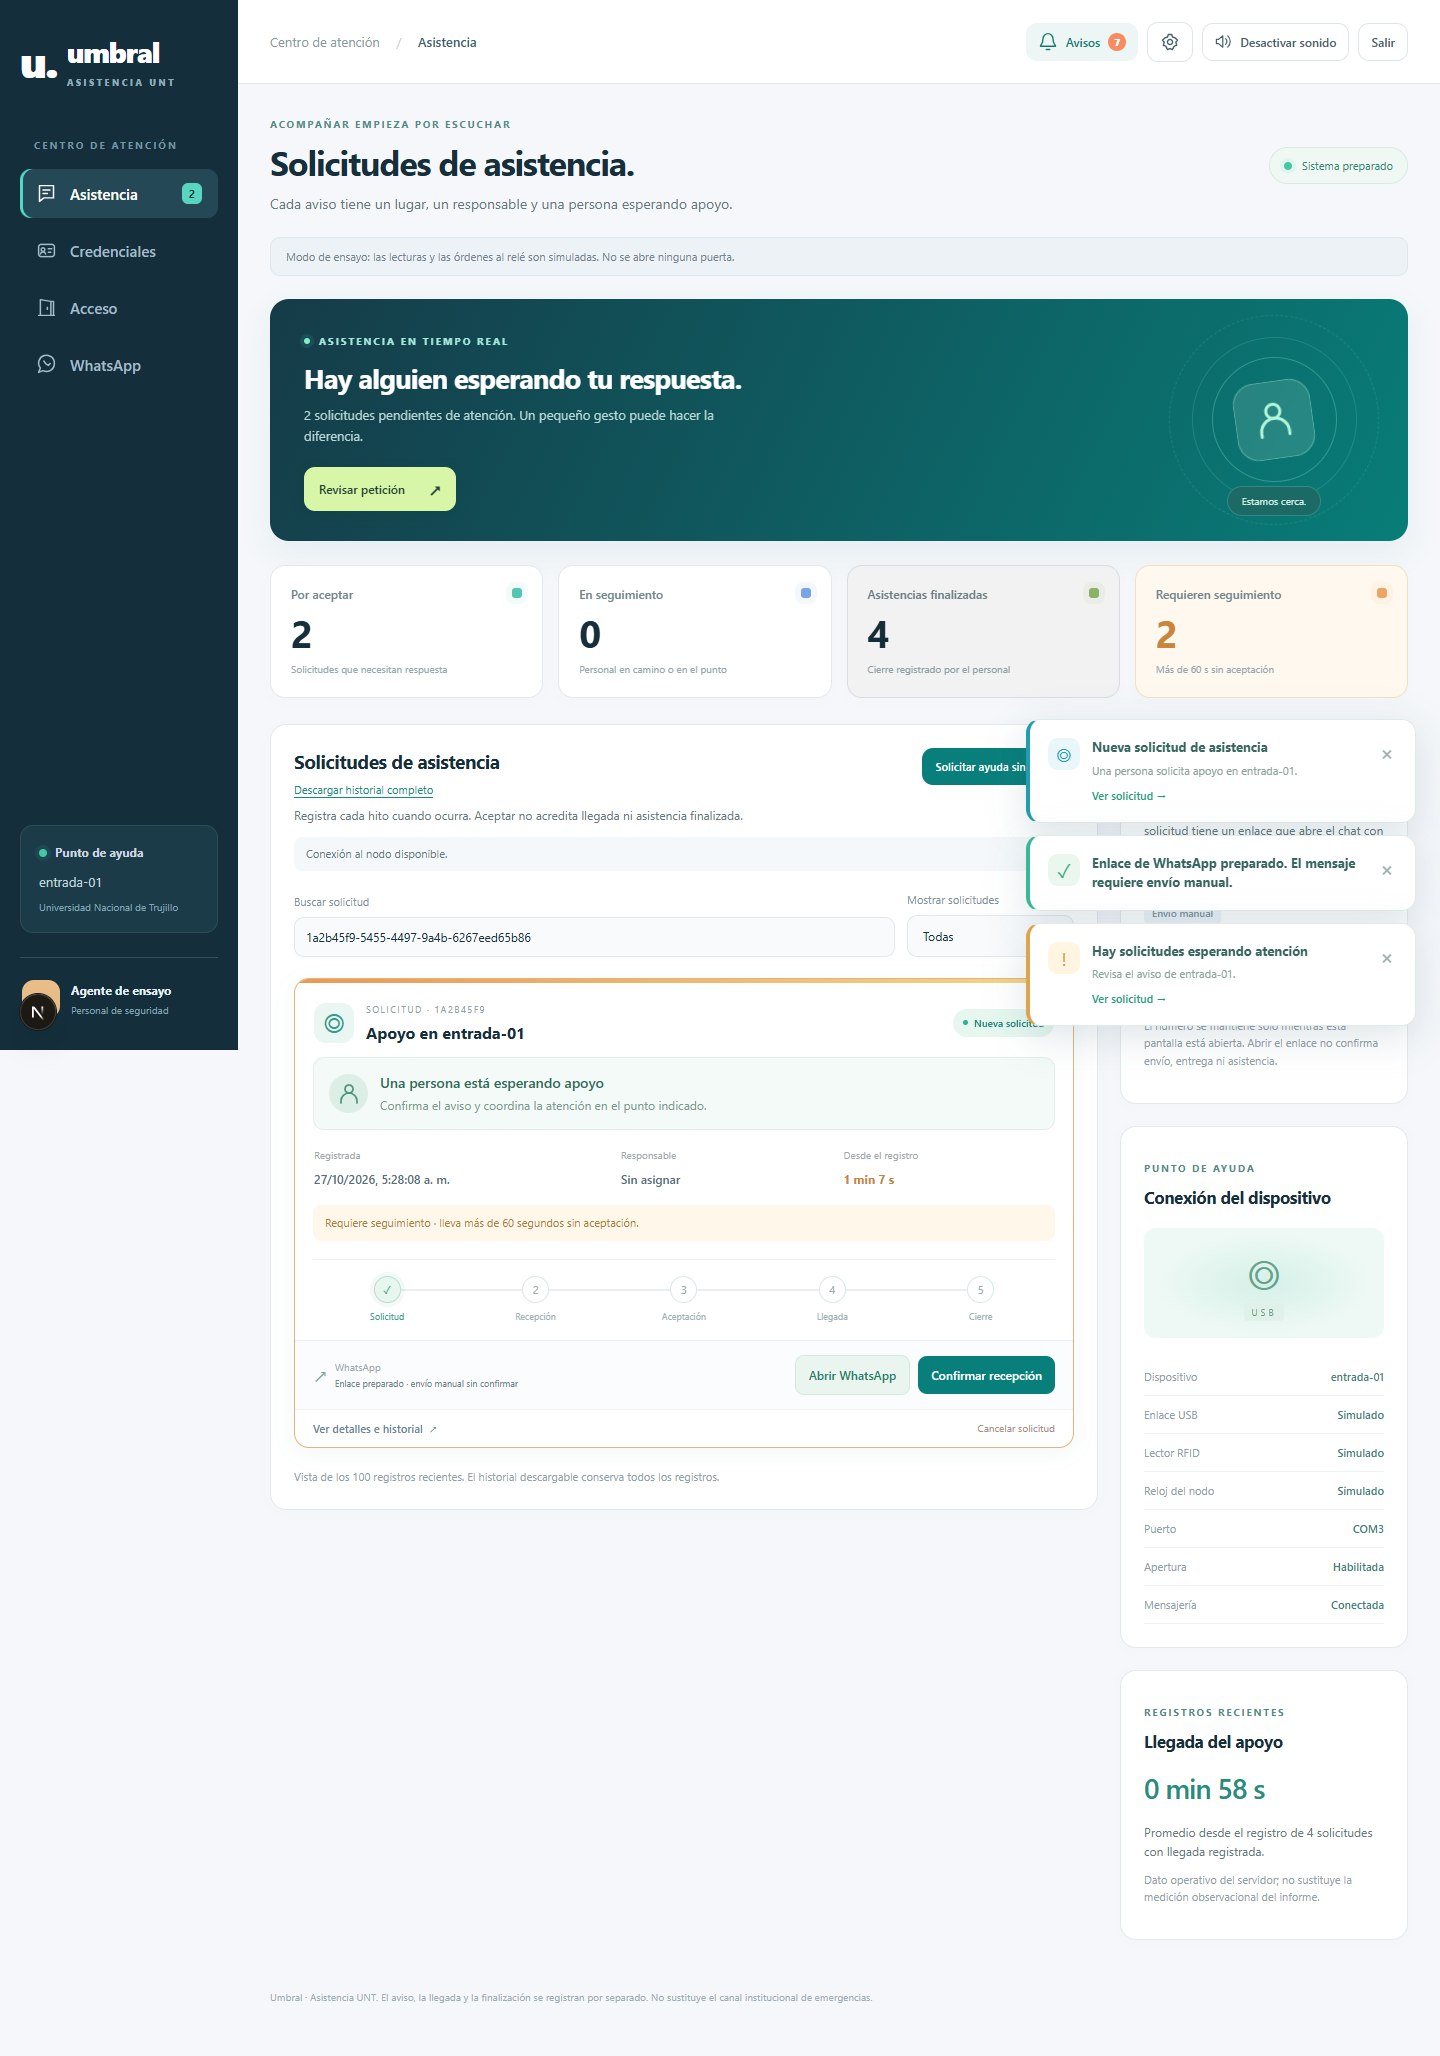 u. umbral
ASISTENCIA UNT
CENTRO DE ATENCIÓN
Asistencia 2
Credenciales
Acceso
WhatsApp
Punto de ayuda
entrada-01
Universidad Nacional de Trujillo
Agente de ensayo
Personal de seguridad
N
Centro de atención / Asistencia
Avisos 7
Desactivar sonido
Salir
ACOMPAÑAR EMPIEZA POR ESCUCHAR
Solicitudes de asistencia.
Cada aviso tiene un lugar, un responsable y una persona esperando apoyo.
Sistema preparado
Modo de ensayo: las lecturas y las órdenes al relé son simuladas. No se abre ninguna puerta.
ASISTENCIA EN TIEMPO REAL
Hay alguien esperando tu respuesta.
2 solicitudes pendientes de atención. Un pequeño gesto puede hacer la
diferencia.
Revisar petición ↗
Estamos cerca.
Por aceptar
2
Solicitudes que necesitan respuesta
En seguimiento
0
Personal en camino o en el punto
Asistencias finalizadas
4
Cierre registrado por el personal
Requieren seguimiento
2
Más de 60 s sin aceptación
Solicitudes de asistencia
Descargar historial completo
Solicitar ayuda sin
Registra cada hito cuando ocurra. Aceptar no acredita llegada ni asistencia finalizada.
Conexión al nodo disponible.
Buscar solicitud
1a2b45f9-5455-4497-9a4b-6267eed65b86
Mostrar solicitudes
Todas
SOLICITUD · 1A2B45F9
Apoyo en entrada-01
Nueva solicitud
Una persona está esperando apoyo
Confirma el aviso y coordina la atención en el punto indicado.
Registrada
27/10/2026, 5:28:08 a. m.
Responsable
Sin asignar
Desde el registro
1 min 7 s
Requiere seguimiento · lleva más de 60 segundos sin aceptación.
✓ 2 3 4 5
Solicitud Recepción Aceptación Llegada Cierre
↗ WhatsApp
Enlace preparado · envío manual sin confirmar
Abrir WhatsApp
Confirmar recepción
Ver detalles e historial ↗
Cancelar solicitud
Vista de los 100 registros recientes. El historial descargable conserva todos los registros.
Nueva solicitud de asistencia ✕
Una persona solicita apoyo en entrada-01.
Ver solicitud →
solicitud tiene un enlace que abre el chat con
✓ Enlace de WhatsApp preparado. El mensaje ✕
requiere envío manual.
Envío manual
! Hay solicitudes esperando atención ✕
Revisa el aviso de entrada-01.
Ver solicitud →
El número se mantiene solo mientras esta
pantalla está abierta. Abrir el enlace no confirma
envío, entrega ni asistencia.
PUNTO DE AYUDA
Conexión del dispositivo
USB
Dispositivo entrada-01
Enlace USB Simulado
Lector RFID Simulado
Reloj del nodo Simulado
Puerto COM3
Apertura Habilitada
Mensajería Conectada
REGISTROS RECIENTES
Llegada del apoyo
0 min 58 s
Promedio desde el registro de 4 solicitudes
con llegada registrada.
Dato operativo del servidor; no sustituye la
medición observacional del informe.
Umbral · Asistencia UNT. El aviso, la llegada y la finalización se registran por separado. No sustituye el canal institucional de emergencias.